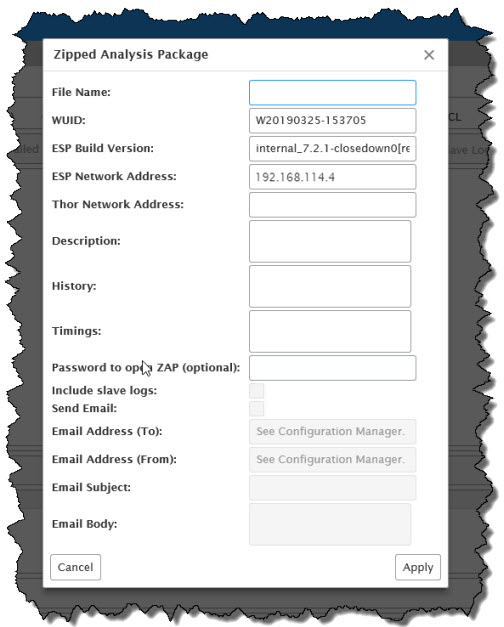 Zipped Analysis Package
File Name:
WUID: W20190325-153705
CL
ESP Build Version: internal_7.2.1-closedown0[re
ailed
ave Lo
ESP Network Address: 192.168.114.4
Thor Network Address:
Description:
History:
Timings:
Password to open ZAP (optional):
Include slave logs:
Send Email:
Email Address (To): See Configuration Manager.
Email Address (From): See Configuration Manager.
Email Subject:
Email Body:
Cancel Apply